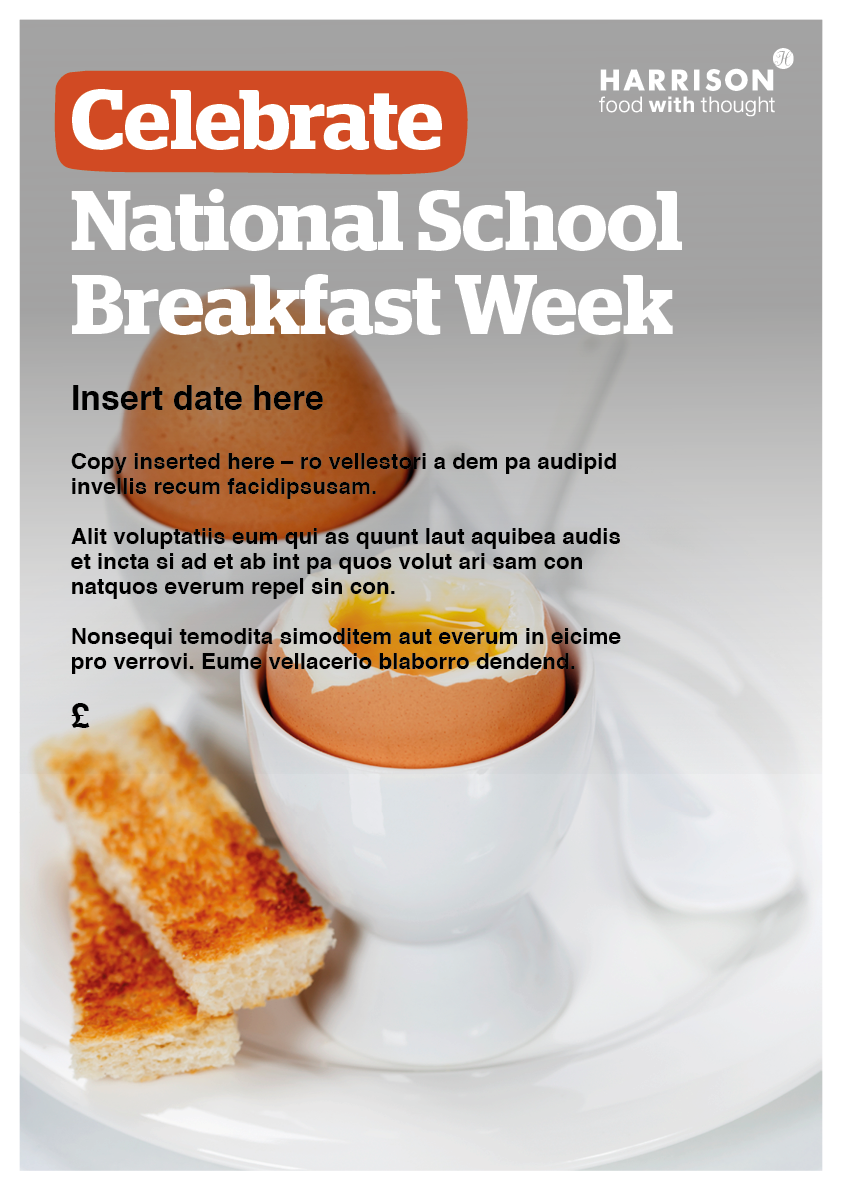 Celebrate
HARRISON
food with thought
National School
Breakfast Week
Insert date here
Copy inserted here – ro vellestori a dem pa audipid
invellis recum facidipsusam.
Alit voluptatiis eum qui as quunt laut aquibea audis
et incta si ad et ab int pa quos volut ari sam con
natquos everum repel sin con.
Nonsequi temodita simoditem aut everum in eicime
pro verrovi. Eume vellacerio blaborro dendend.
£